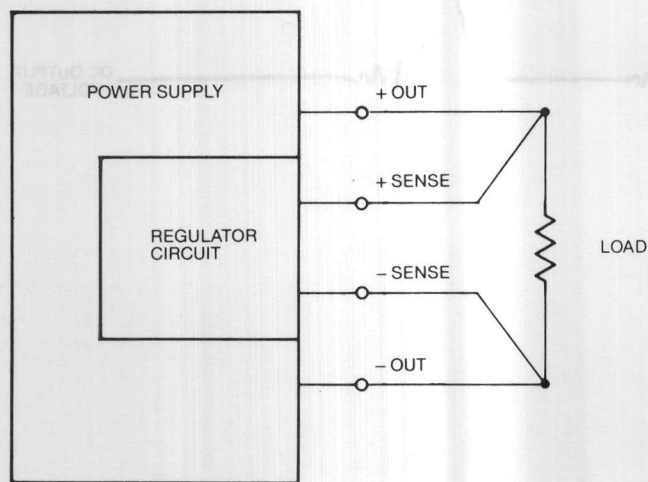 POWER SUPPLY
+ OUT
+ SENSE
REGULATOR
CIRCUIT
LOAD
− SENSE
− OUT